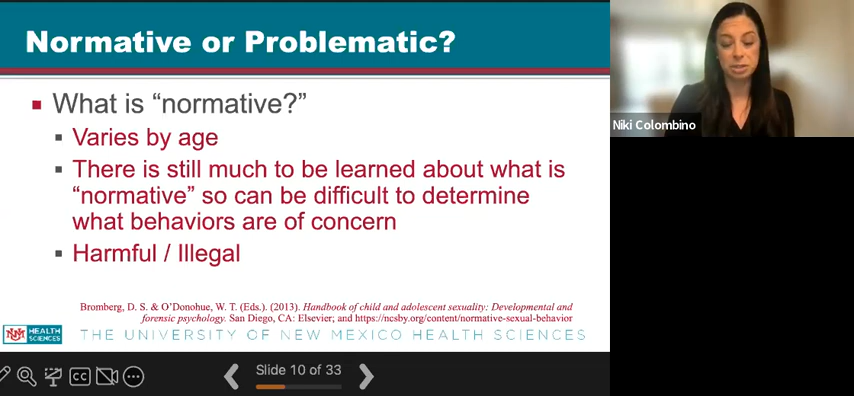 Normative or Problematic?
What is “normative?”
Varies by age
There is still much to be learned about what is
“normative” so can be difficult to determine
what behaviors are of concern
Harmful / Illegal
Bromberg, D. S. & O’Donohue, W. T. (Eds.). (2013). Handbook of child and adolescent sexuality: Developmental and
forensic psychology. San Diego, CA: Elsevier; and https://ncsby.org/content/normative-sexual-behavior
HEALTH
SCIENCES
THE UNIVERSITY OF NEW MEXICO HEALTH SCIENCES
CC
Slide 10 of 33
Niki Colombino